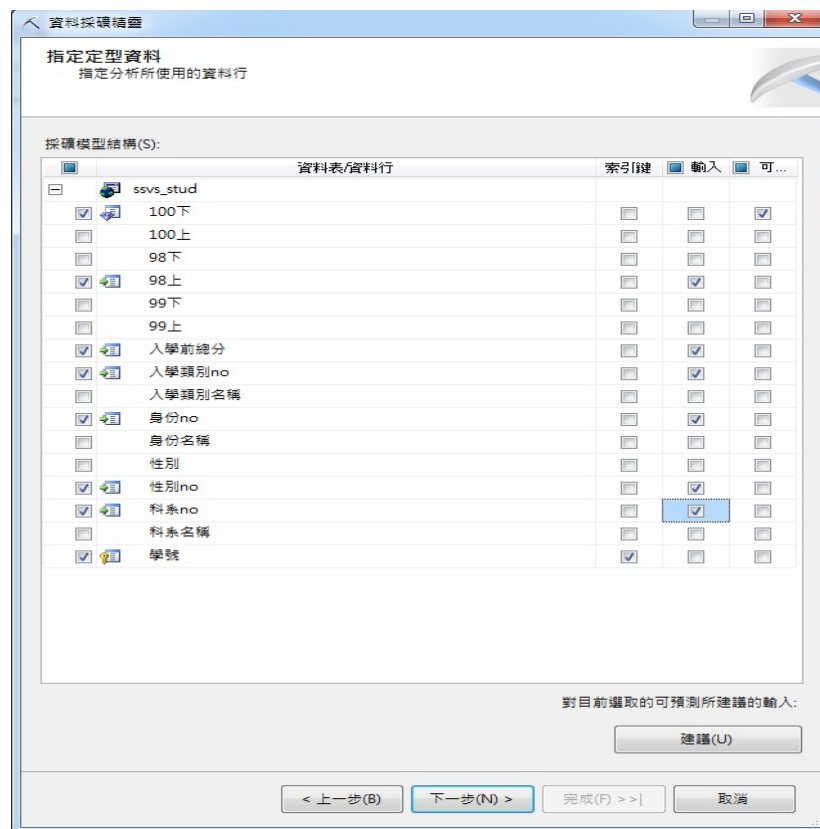 資料採礦精靈
指定定型資料
指定分析所使用的資料行
採礦模型結構(S):
資料表/資料行 索引鍵 輸入 可...
ssvs_stud
100下
100上
98下
98上
99下
99上
入學前總分
入學類別no
入學類別名稱
身份no
身份名稱
性別
性別no
科系no
科系名稱
學號
對目前選取的可預測所建議的輸入:
建議(U)
< 上一步(B) 下一步(N) > 完成(F) >>| 取消